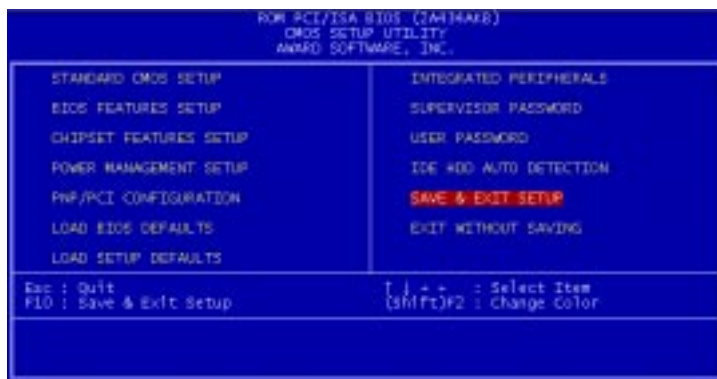 ROM PCI/ISA BIOS (2A434AKB)
CMOS SETUP UTILITY
AWARD SOFTWARE, INC.
STANDARD CMOS SETUP
BIOS FEATURES SETUP
CHIPSET FEATURES SETUP
POWER MANAGEMENT SETUP
PNP/PCI CONFIGURATION
LOAD BIOS DEFAULTS
LOAD SETUP DEFAULTS
INTEGRATED PERIPHERALS
SUPERVISOR PASSWORD
USER PASSWORD
IDE HDD AUTO DETECTION
SAVE & EXIT SETUP
EXIT WITHOUT SAVING
Esc : Quit
F10 : Save & Exit Setup
↑ ↓ → ← : Select Item
(Shift)F2 : Change Color